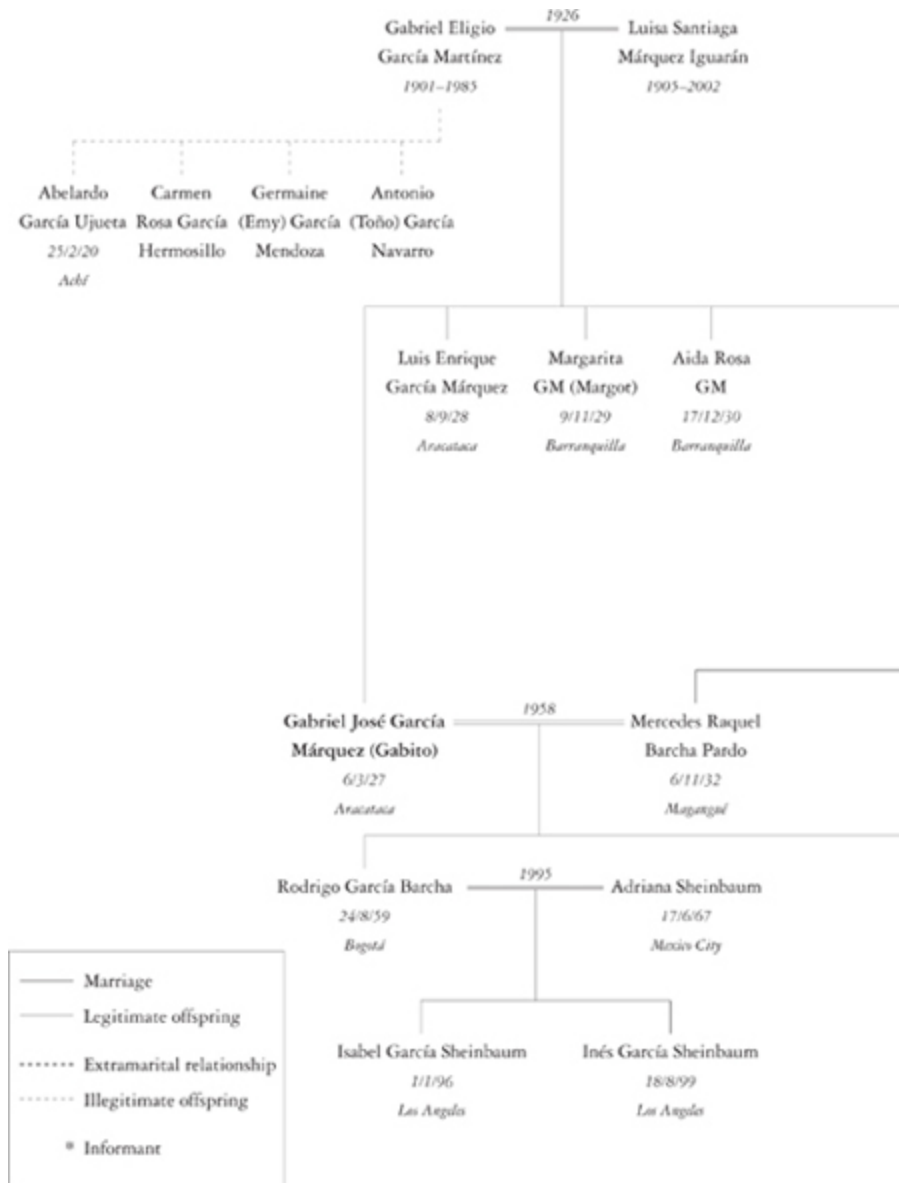 1926
Gabriel Eligio
García Martínez
1901–1985
Luisa Santiaga
Márquez Iguarán
1905–2002
Abelardo
García Ujueta
25/2/20
Achí
Carmen
Rosa García
Hermosillo
Germaine
(Emy) García
Mendoza
Antonio
(Toño) García
Navarro
Luis Enrique
García Márquez
8/9/28
Aracataca
Margarita
GM (Margot)
9/11/29
Barranquilla
Aida Rosa
GM
17/12/30
Barranquilla
1958
Gabriel José García
Márquez (Gabito)
6/3/27
Aracataca
Mercedes Raquel
Barcha Pardo
6/11/32
Magangué
1995
Rodrigo García Barcha
24/8/59
Bogotá
Adriana Sheinbaum
17/6/67
Mexico City
Isabel García Sheinbaum
1/1/96
Los Angeles
Inés García Sheinbaum
18/8/99
Los Angeles
Marriage
Legitimate offspring
Extramarital relationship
Illegitimate offspring
* Informant